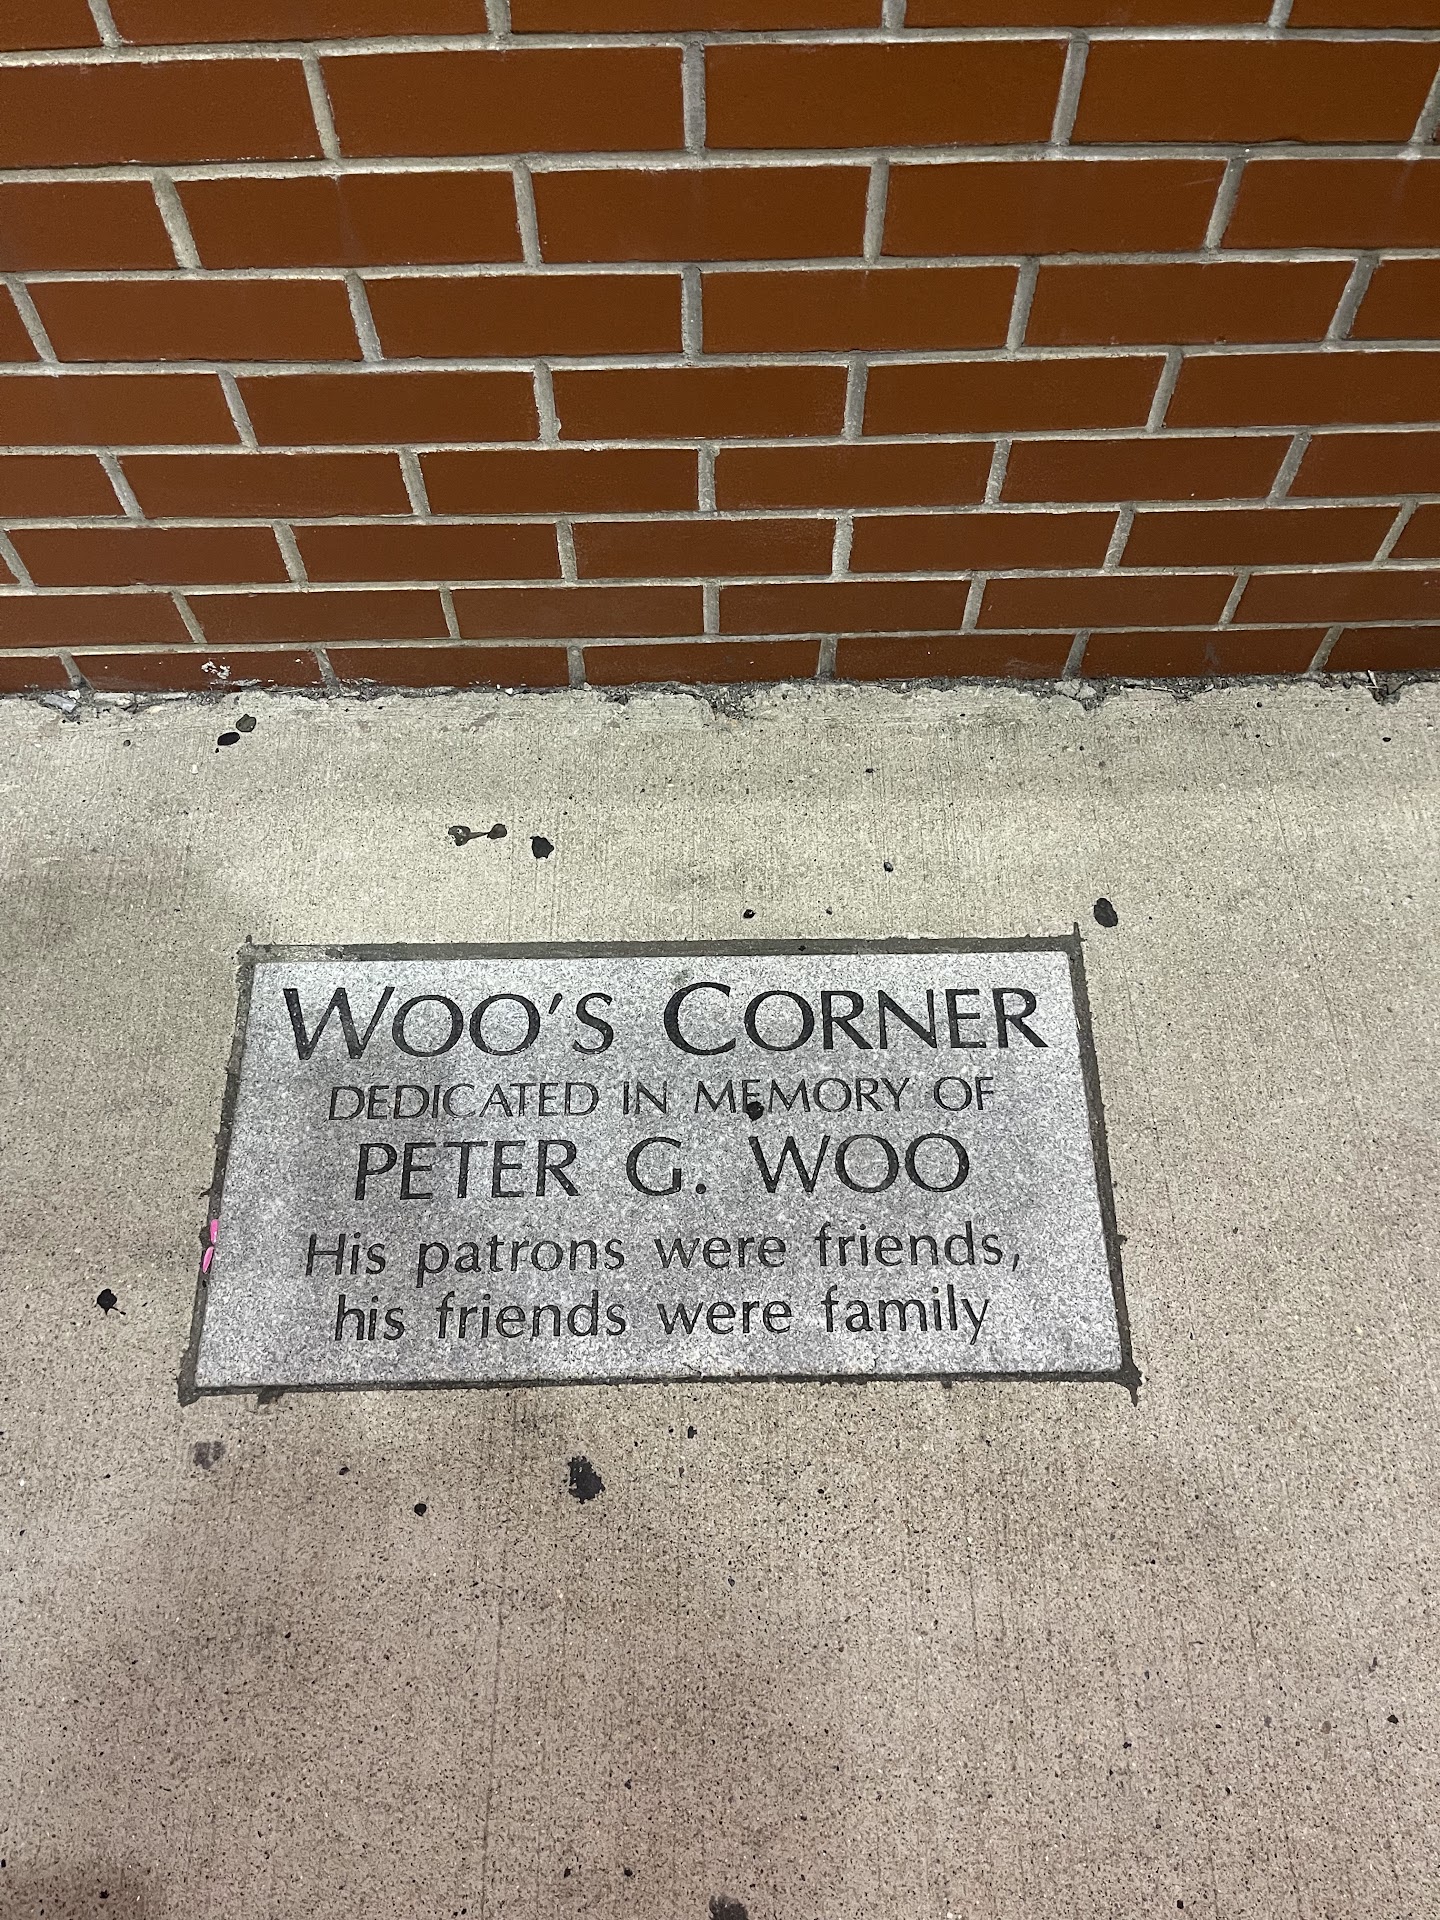 WOO'S CORNER
DEDICATED IN MEMORY OF
PETER G. WOO
His patrons were friends,
his friends were family